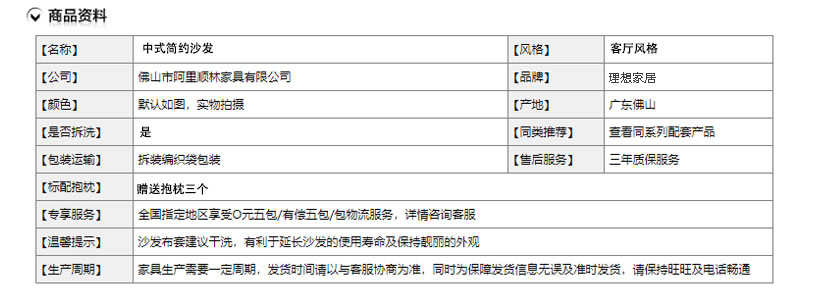 商品资料
【名称】 中式简约沙发 【风格】 客厅风格
【公司】 佛山市阿里顺林家具有限公司 【品牌】 理想家居
【颜色】 默认如图，实物拍摄 【产地】 广东佛山
【是否拆洗】 是 【同类推荐】 查看同系列配套产品
【包装运输】 拆装编织袋包装 【售后服务】 三年质保服务
【标配抱枕】 赠送抱枕三个
【专享服务】 全国指定地区享受0元五包/有偿五包/包物流服务，详情咨询客服
【温馨提示】 沙发布套建议干洗，有利于延长沙发的使用寿命及保持靓丽的外观
【生产周期】 家具生产需要一定周期，发货时间请以与客服协商为准，同时为保障发货信息无误及准时发货，请保持旺旺及电话畅通